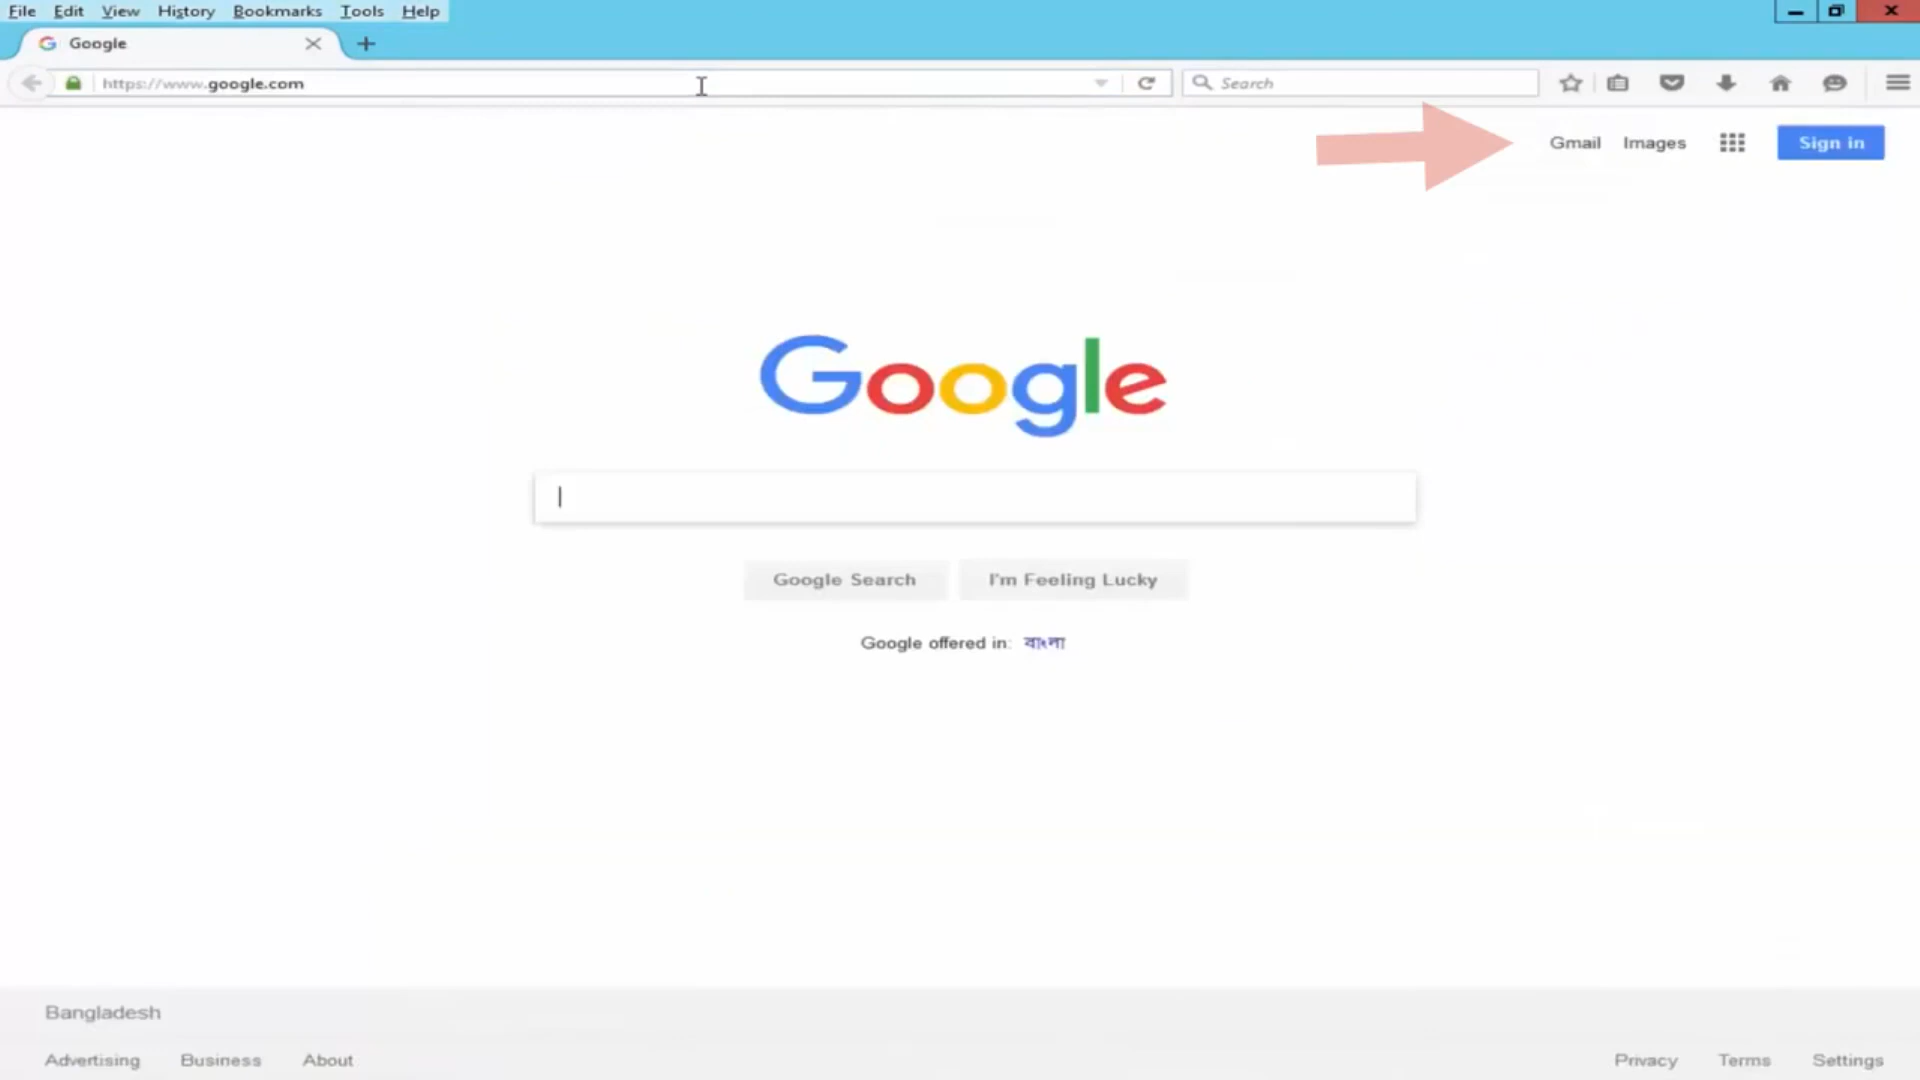 File Edit View History Bookmarks Tools Help
Google
https://www.google.com
Search
Gmail Images Sign in
Google
Google Search I'm Feeling Lucky
Google offered in: বাংলা
Bangladesh
Advertising Business About Privacy Terms Settings